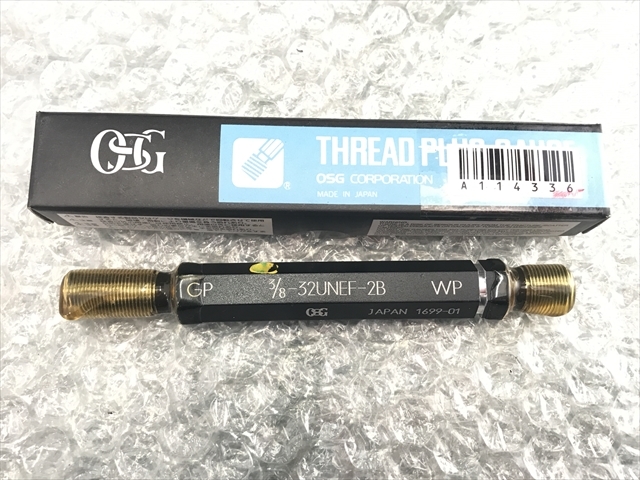 OSG
THREAD PLUG GAUGE
OSG CORPORATION
MADE IN JAPAN
®
A114336
GP 3/8-32UNEF-2B WP
OSG JAPAN 1699-01